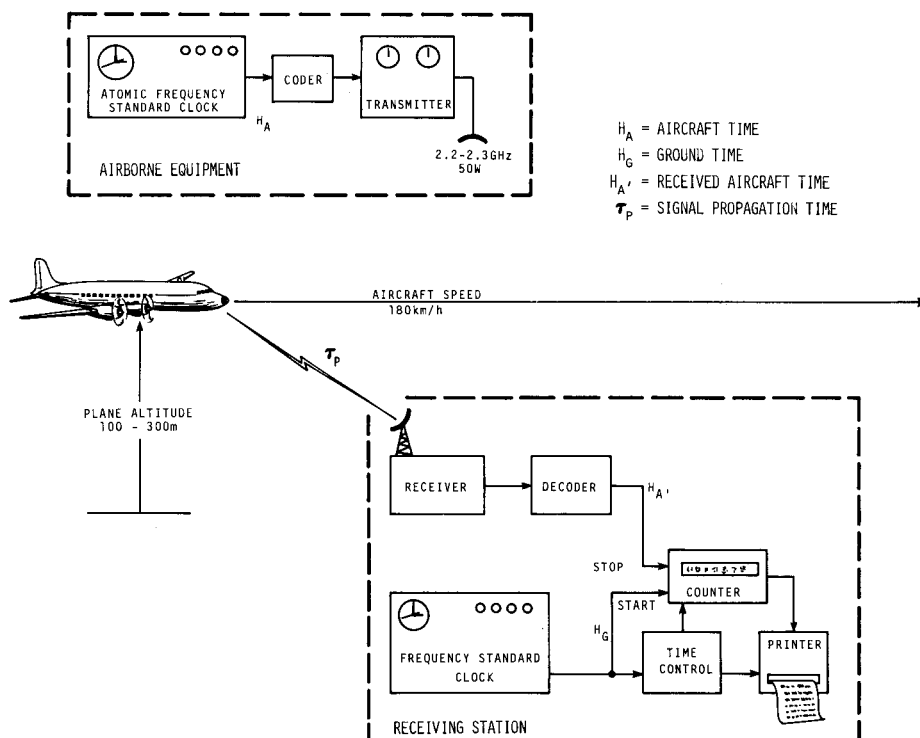 ATOMIC FREQUENCY
STANDARD CLOCK
H_A
CODER
TRANSMITTER
2.2-2.3GHz
50W
AIRBORNE EQUIPMENT
H_A = AIRCRAFT TIME
H_G = GROUND TIME
H_A' = RECEIVED AIRCRAFT TIME
τ_P = SIGNAL PROPAGATION TIME
AIRCRAFT SPEED
180km/h
τ_P
PLANE ALTITUDE
100 - 300m
RECEIVER
DECODER
H_A'
STOP
COUNTER
START
H_G
FREQUENCY STANDARD
CLOCK
TIME
CONTROL
PRINTER
RECEIVING STATION